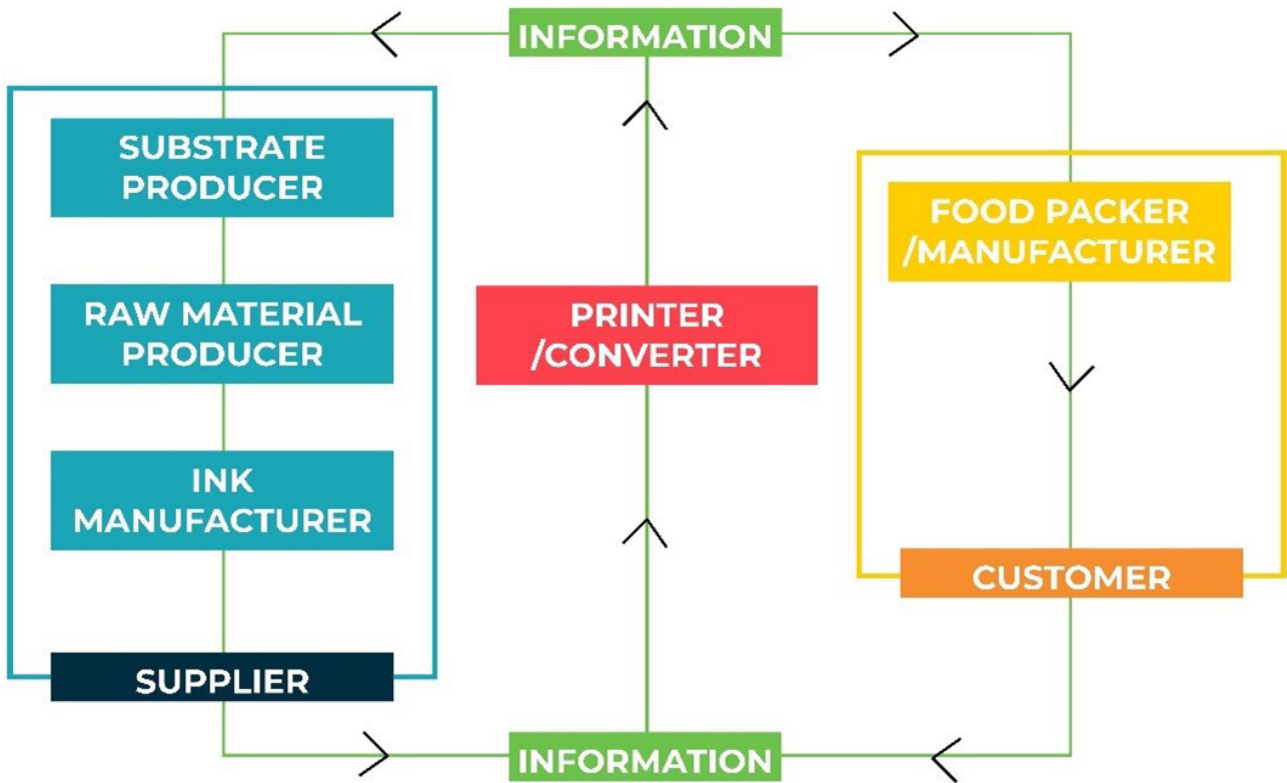 INFORMATION
SUBSTRATE
PRODUCER
RAW MATERIAL
PRODUCER
INK
MANUFACTURER
SUPPLIER
PRINTER
/CONVERTER
FOOD PACKER
/MANUFACTURER
CUSTOMER
INFORMATION